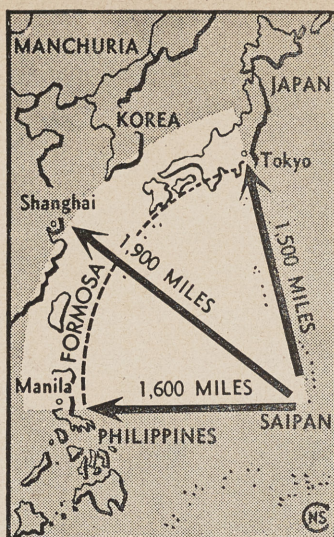 MANCHURIA
JAPAN
KOREA
Tokyo
Shanghai
1,900 MILES
1,500 MILES
FORMOSA
Manila
1,600 MILES
SAIPAN
PHILIPPINES
NS